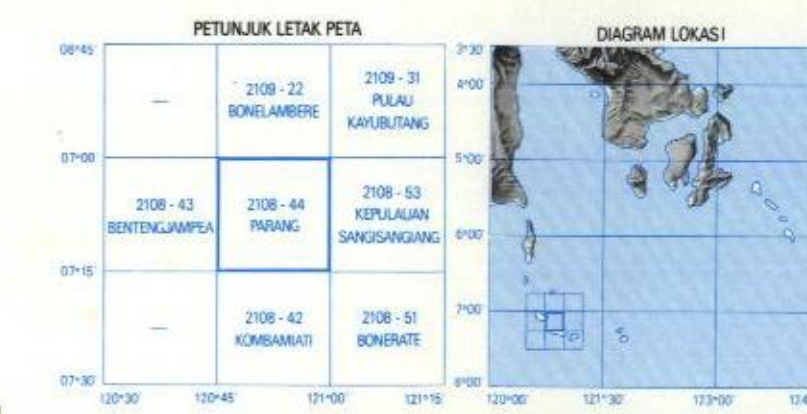 PETUNJUK LETAK PETA
06°45'
—
2109 - 22
BONELAMBERE
2109 - 31
PULAU
KAYUBUTANG
07°00'
2108 - 43
BENTENGJAMPEA
2108 - 44
PARANG
2108 - 53
KEPULAUAN
SANGISANGIANG
07°15'
—
2108 - 42
KOMBAMIATI
2108 - 51
BONERATE
07°30'
120°30' 120°45' 121°00' 121°15'
DIAGRAM LOKASI
3°30'
4°00'
5°00'
6°00'
7°00'
8°00'
120°00' 121°30' 123°00'